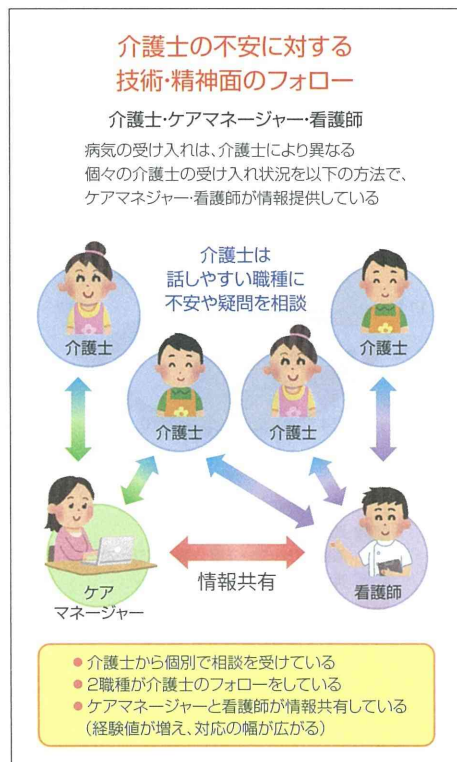 介護士の不安に対する
技術・精神面のフォロー
介護士・ケアマネージャー・看護師
病気の受け入れは、介護士により異なる
個々の介護士の受け入れ状況を以下の方法で、
ケアマネジャー・看護師が情報提供している
介護士は
話しやすい職種に
不安や疑問を相談
介護士
介護士
介護士
介護士
ケア
マネージャー
情報共有
看護師
● 介護士から個別で相談を受けている
● 2職種が介護士のフォローをしている
● ケアマネージャーと看護師が情報共有している
（経験値が増え、対応の幅が広がる）